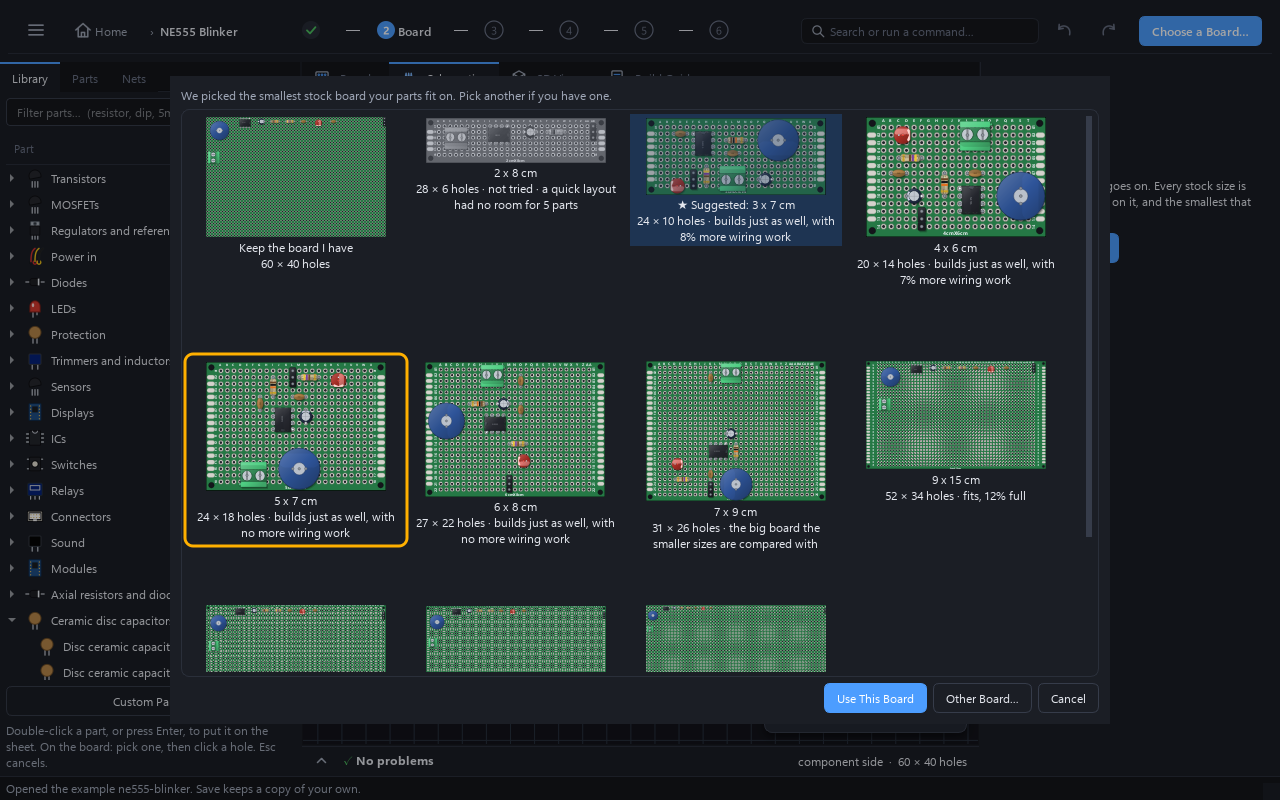 Home › NE555 Blinker
2 Board 3 4 5 6
Search or run a command...
Choose a Board...
Library Parts Nets
We picked the smallest stock board your parts fit on. Pick another if you have one.
Filter parts... (resistor, dip, 5m
Part
Transistors
MOSFETs
Regulators and referen
Power in
Diodes
LEDs
Protection
Trimmers and inductor
Sensors
Displays
ICs
Switches
Relays
Connectors
Sound
Modules
Axial resistors and dioc
Ceramic disc capacitor
Disc ceramic capacit
Disc ceramic capacit
Custom Pa
Double-click a part, or press Enter, to put it on the
sheet. On the board: pick one, then click a hole. Esc
cancels.
Keep the board I have
60 × 40 holes
2 x 8 cm
28 × 6 holes · not tried · a quick layout
had no room for 5 parts
★ Suggested: 3 x 7 cm
24 × 10 holes · builds just as well, with
8% more wiring work
4 x 6 cm
20 × 14 holes · builds just as well, with
7% more wiring work
5 x 7 cm
24 × 18 holes · builds just as well, with
no more wiring work
6 x 8 cm
27 × 22 holes · builds just as well, with
no more wiring work
7 x 9 cm
31 × 26 holes · the big board the
smaller sizes are compared with
9 x 15 cm
52 × 34 holes · fits, 12% full
goes on. Every stock size is
on it, and the smallest that
Use This Board
Other Board...
Cancel
✓ No problems
component side · 60 × 40 holes
Opened the example ne555-blinker. Save keeps a copy of your own.